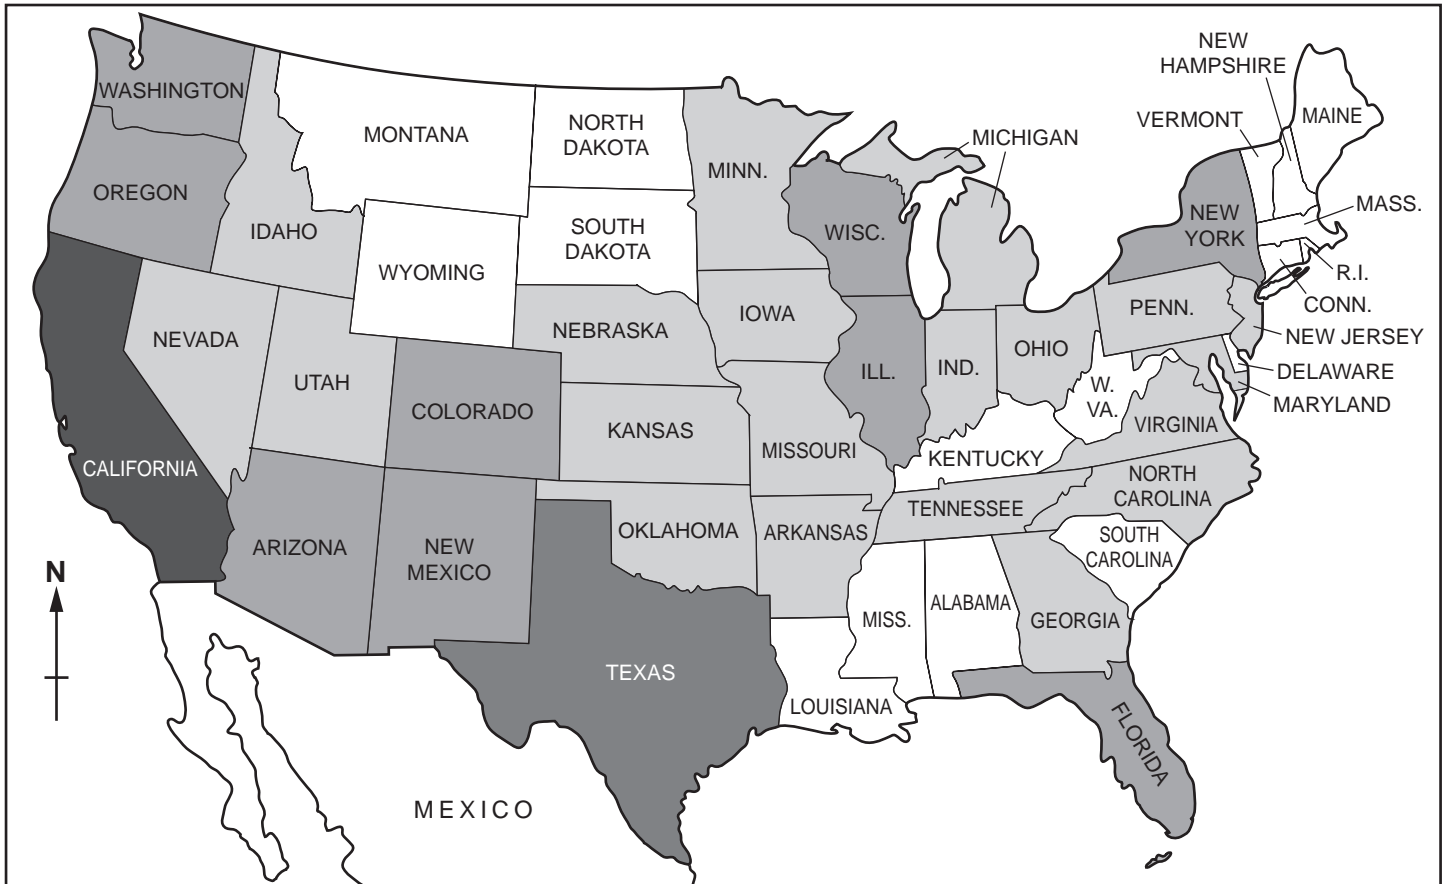 NEW
HAMPSHIRE
WASHINGTON
MONTANA
NORTH
DAKOTA
MINN.
MICHIGAN
VERMONT
MAINE
OREGON
IDAHO
SOUTH
DAKOTA
WISC.
NEW
YORK
MASS.
WYOMING
R.I.
CONN.
NEVADA
NEBRASKA
IOWA
PENN.
NEW JERSEY
UTAH
COLORADO
ILL.
IND.
OHIO
W.
VA.
DELAWARE
MARYLAND
CALIFORNIA
KANSAS
MISSOURI
KENTUCKY
VIRGINIA
ARIZONA
NEW
MEXICO
OKLAHOMA
ARKANSAS
TENNESSEE
NORTH
CAROLINA
SOUTH
CAROLINA
N
TEXAS
MISS.
ALABAMA
GEORGIA
LOUISIANA
FLORIDA
MEXICO